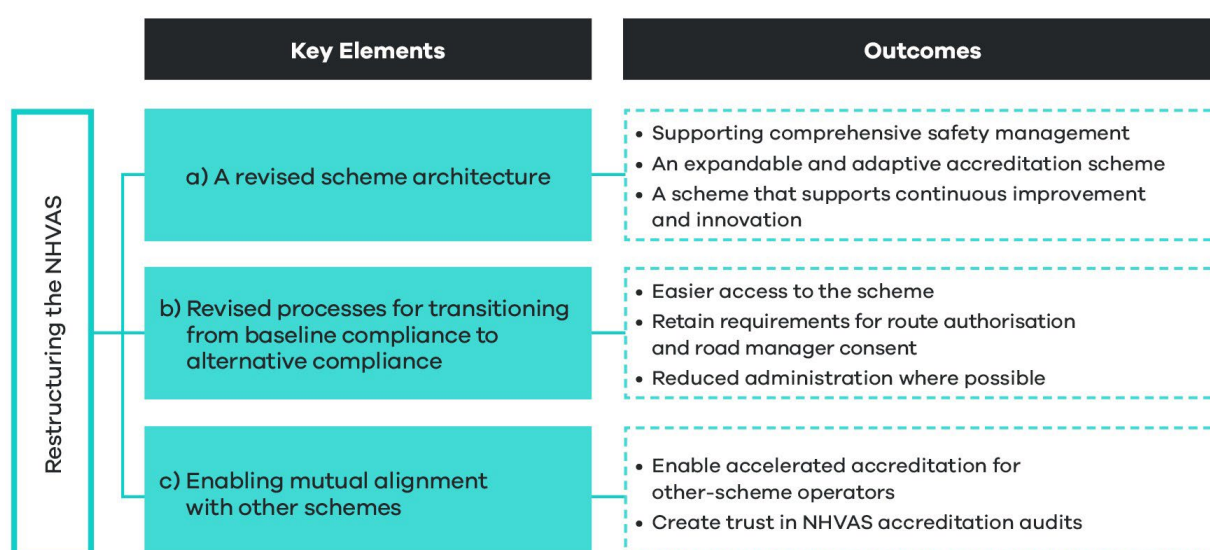 Key Elements
Outcomes
Restructuring the NHVAS
a) A revised scheme architecture
• Supporting comprehensive safety management
• An expandable and adaptive accreditation scheme
• A scheme that supports continuous improvement
and innovation
b) Revised processes for transitioning
from baseline compliance to
alternative compliance
• Easier access to the scheme
• Retain requirements for route authorisation
and road manager consent
• Reduced administration where possible
c) Enabling mutual alignment
with other schemes
• Enable accelerated accreditation for
other-scheme operators
• Create trust in NHVAS accreditation audits